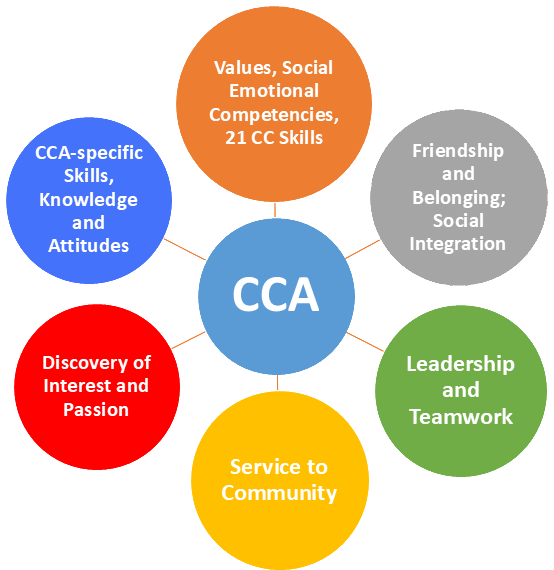 Values, Social
Emotional
Competencies,
21 CC Skills
Friendship
and
Belonging;
Social
Integration
Leadership
and
Teamwork
Service to
Community
Discovery of
Interest and
Passion
CCA-specific
Skills,
Knowledge
and
Attitudes
CCA